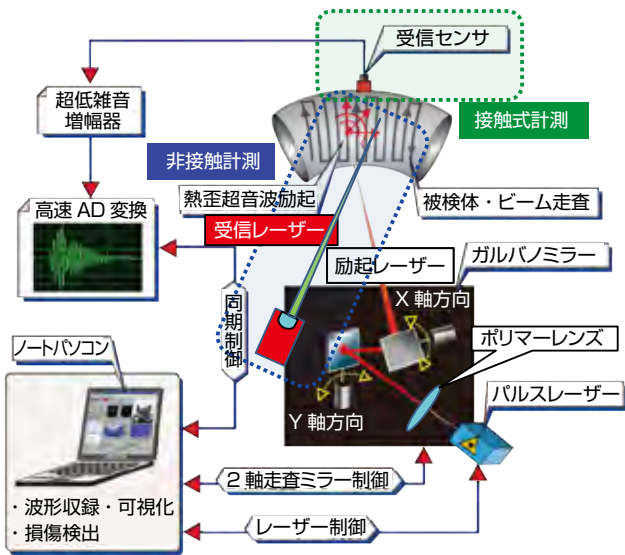 受信センサ
超低雑音
増幅器
接触式計測
非接触計測
熱歪超音波励起
被検体・ビーム走査
高速 AD 変換
受信レーザー
励起レーザー
ガルバノミラー
X 軸方向
同期制御
ポリマーレンズ
ノートパソコン
Y 軸方向
パルスレーザー
2 軸走査ミラー制御
・波形収録・可視化
・損傷検出
レーザー制御